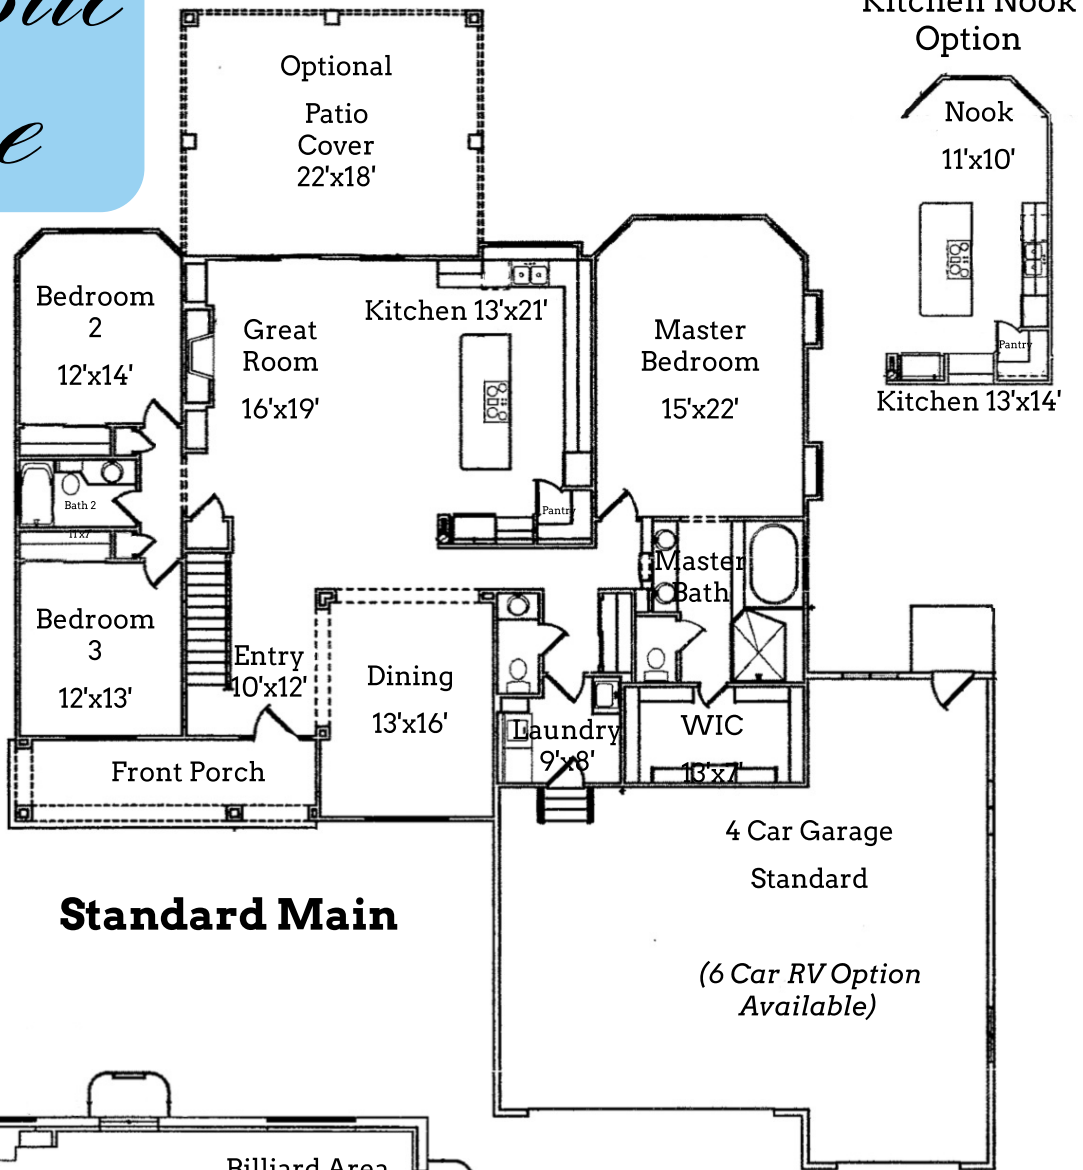 Kitchen Nook
Option
Nook
11'x10'
Pantry
Kitchen 13'x14'
Optional
Patio
Cover
22'x18'
Bedroom
2
12'x14'
Great
Room
16'x19'
Kitchen 13'x21'
Master
Bedroom
15'x22'
Bath 2
11'x7'
Pantry
Master
Bath
Bedroom
3
12'x13'
Entry
10'x12'
Dining
13'x16'
Laundry
9'x8'
WIC
13'x7'
Front Porch
4 Car Garage
Standard
(6 Car RV Option
Available)
Standard Main
Billiard Area